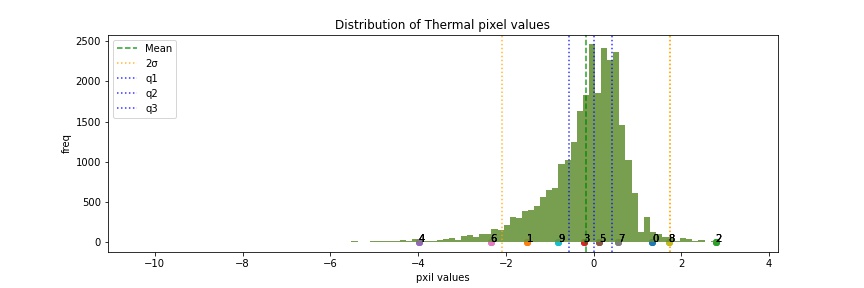 Distribution of Thermal pixel values
2500
2000
1500
1000
500
0
freq
Mean
2σ
q1
q2
q3
4 6 1 9 3 5 7 0 8 2
−10 −8 −6 −4 −2 0 2 4
pxil values